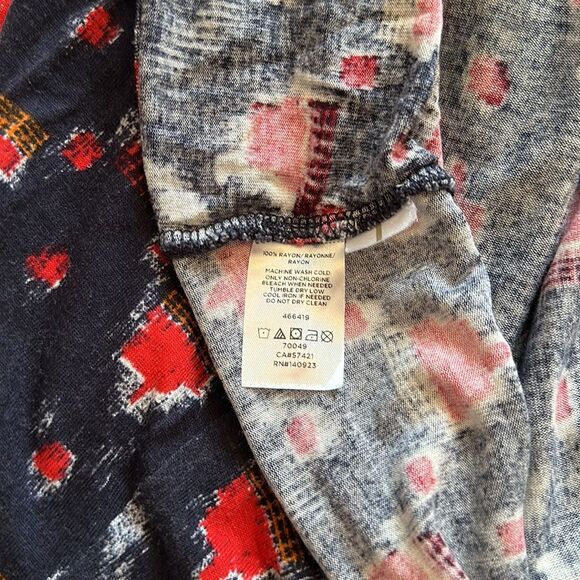 100% RAYON/RAYONNE/
RAYON
MACHINE WASH COLD
ONLY NON-CHLORINE
BLEACH WHEN NEEDED
TUMBLE DRY LOW
COOL IRON IF NEEDED
DO NOT DRY CLEAN
466419
70049
CA#57421
RN#140923